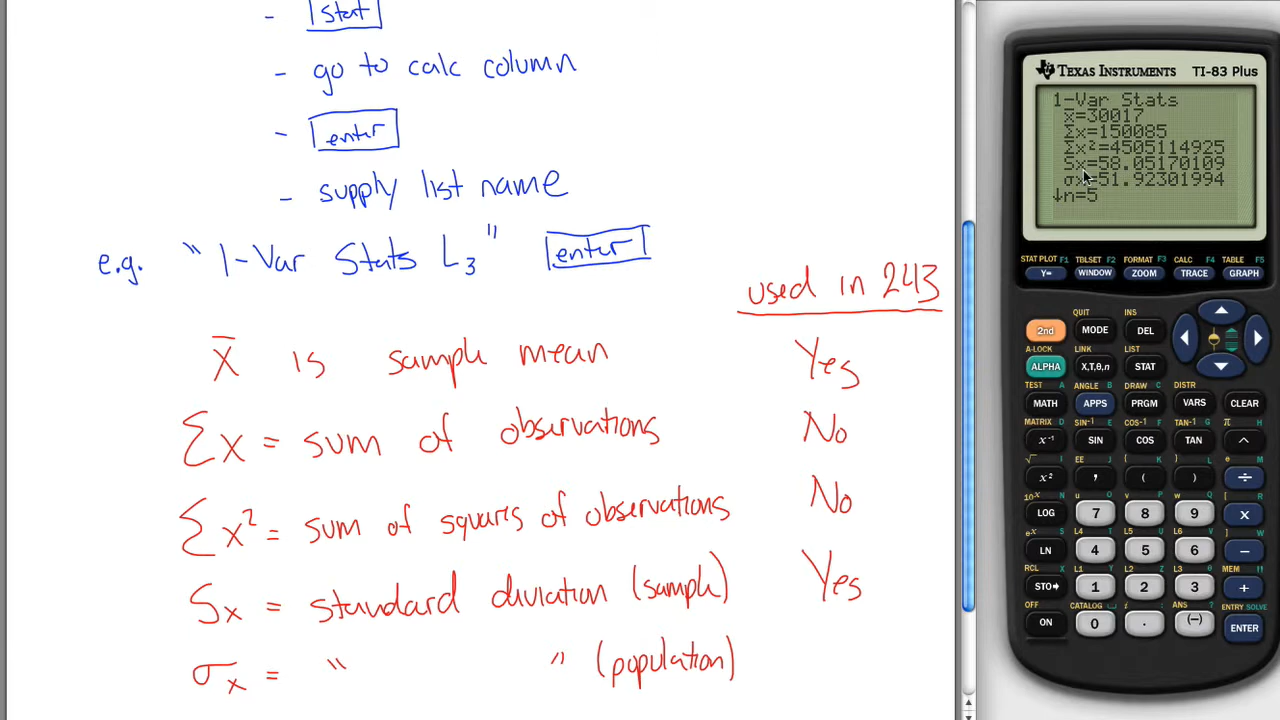 - start
- go to calc column
- enter
- supply list name
e.g. " 1-Var Stats L3 " enter
used in 243
X̄ is sample mean Yes
Σx = sum of observations No
Σx² = sum of squares of observations No
Sx = standard diviation (sample) Yes
σx = " " (population)
TEXAS INSTRUMENTS TI-83 Plus
1-Var Stats
x̄=30017
Σx=150085
Σx²=4505114925
Sx=58.05170109
σx=51.92301994
↓n=5
STAT PLOT F1 TBLSET F2 FORMAT F3 CALC F4 TABLE F5
Y= WINDOW ZOOM TRACE GRAPH
QUIT INS
2nd MODE DEL
A-LOCK LINK LIST
ALPHA X,T,θ,n STAT
TEST A ANGLE B DRAW C DISTR
MATH APPS PRGM VARS CLEAR
MATRIX D SIN⁻¹ E COS⁻¹ F TAN⁻¹ G π H
x⁻¹ SIN COS TAN ^
√ I EE J { K } L e M
x² , ( ) ÷
10ˣ N u O v P w Q [ R
LOG 7 8 9 X
eˣ S L4 T L5 U L6 V ] W
LN 4 5 6 −
RCL X L1 Y L2 Z L3 θ MEM "
STO➔ 1 2 3 +
OFF CATALOG ⎵ i : ANS ? ENTRY SOLVE
ON 0 . (−) ENTER